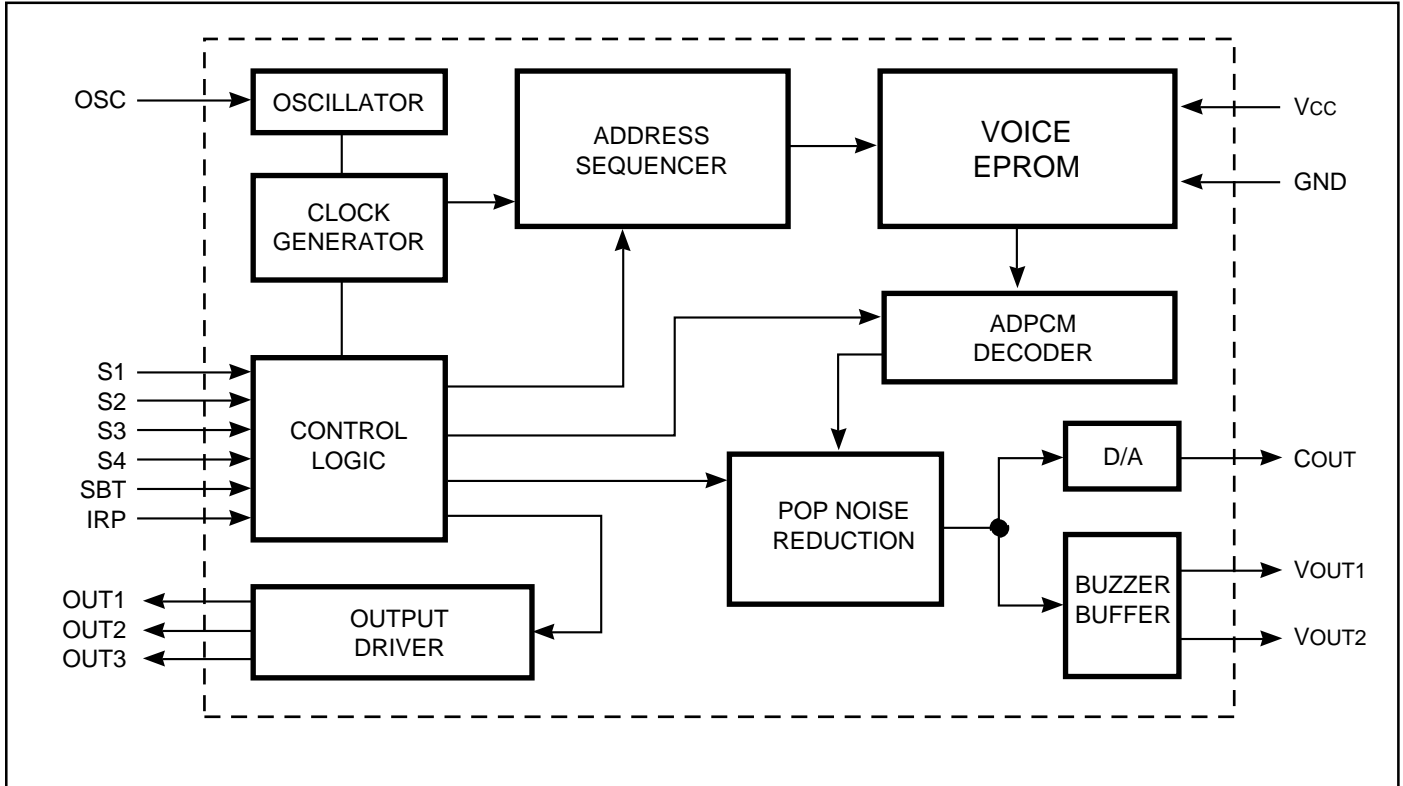 OSC
OSCILLATOR
ADDRESS
SEQUENCER
VOICE
EPROM
VCC
GND
CLOCK
GENERATOR
ADPCM
DECODER
S1
S2
S3
S4
SBT
IRP
CONTROL
LOGIC
POP NOISE
REDUCTION
D/A
COUT
BUZZER
BUFFER
VOUT1
VOUT2
OUT1
OUT2
OUT3
OUTPUT
DRIVER